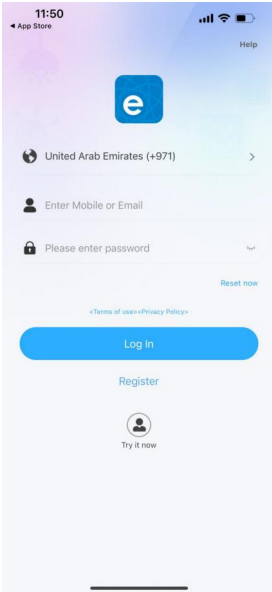 11:50
◀ App Store
Help
e
United Arab Emirates (+971)
Enter Mobile or Email
Please enter password
Reset now
<Terms of use><Privacy Policy>
Log In
Register
Try it now